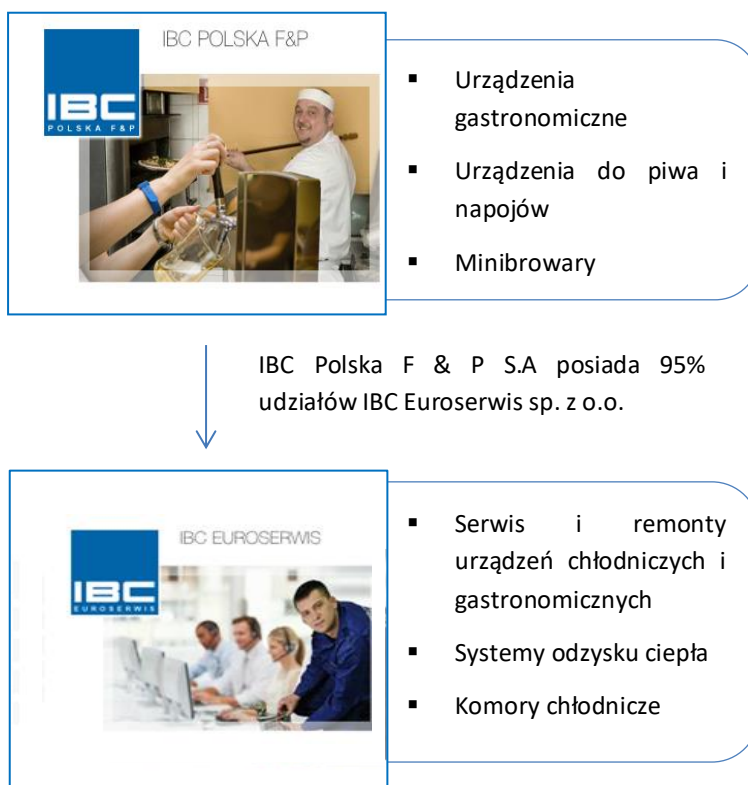 IBC POLSKA F&P
IBC
POLSKA F&P
▪ Urządzenia
gastronomiczne
▪ Urządzenia do piwa i
napojów
▪ Minibrowary
IBC Polska F & P S.A posiada 95%
udziałów IBC Euroserwis sp. z o.o.
IBC EUROSERWIS
IBC
EUROSERWIS
▪ Serwis i remonty
urządzeń chłodniczych i
gastronomicznych
▪ Systemy odzysku ciepła
▪ Komory chłodnicze